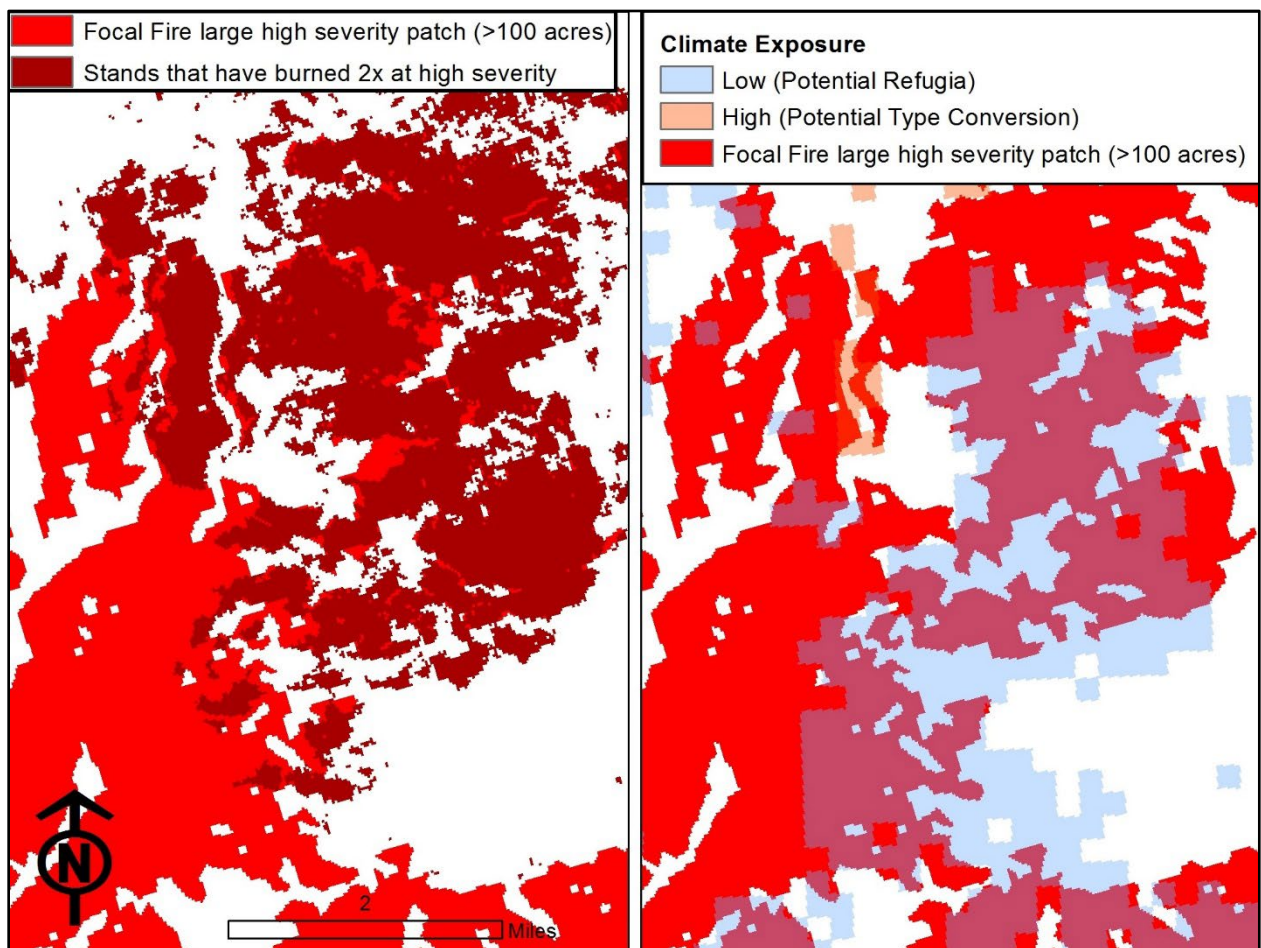 Focal Fire large high severity patch (>100 acres)
Stands that have burned 2x at high severity
Climate Exposure
Low (Potential Refugia)
High (Potential Type Conversion)
Focal Fire large high severity patch (>100 acres)
N
2
Miles